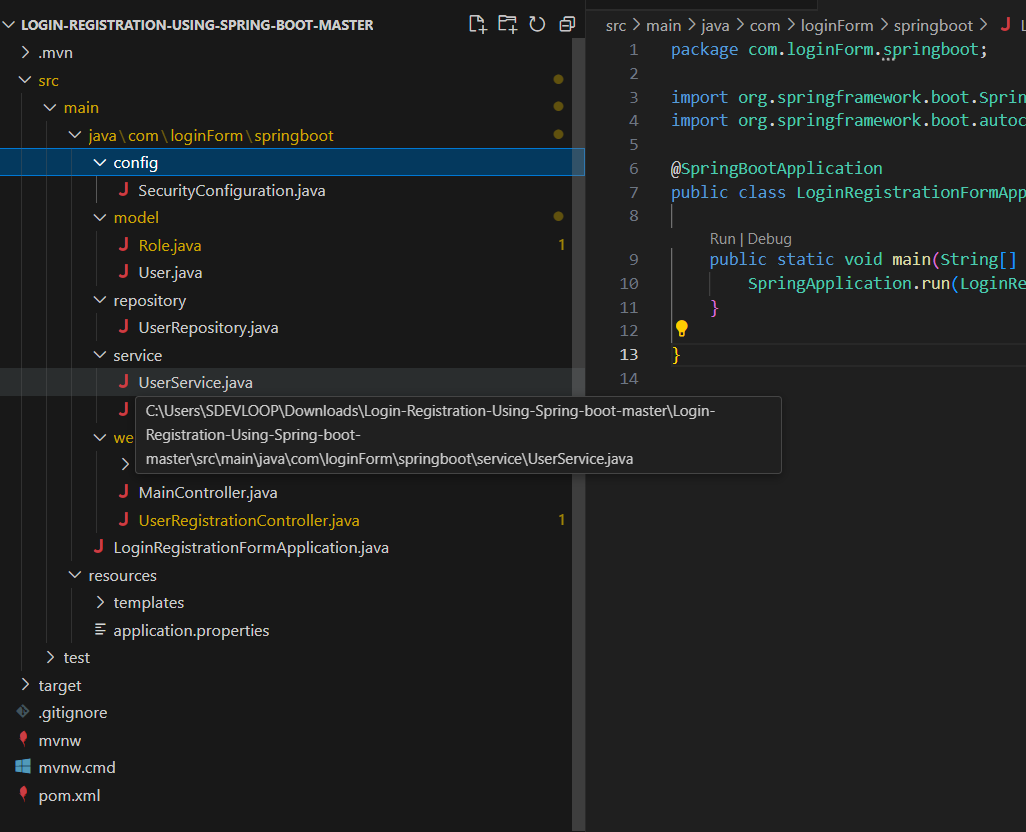 LOGIN-REGISTRATION-USING-SPRING-BOOT-MASTER
.mvn
src
main
java\com\loginForm\springboot
config
SecurityConfiguration.java
model
Role.java 1
User.java
repository
UserRepository.java
service
UserService.java
C:\Users\SDEVLOOP\Downloads\Login-Registration-Using-Spring-boot-master\Login-
Registration-Using-Spring-boot-
master\src\main\java\com\loginForm\springboot\service\UserService.java
we
MainController.java
UserRegistrationController.java 1
LoginRegistrationFormApplication.java
resources
templates
application.properties
test
target
.gitignore
mvnw
mvnw.cmd
pom.xml
src > main > java > com > loginForm > springboot >
1 package com.loginForm.springboot;
2
3 import org.springframework.boot.Sprin
4 import org.springframework.boot.autoc
5
6 @SpringBootApplication
7 public class LoginRegistrationFormApp
8
Run | Debug
9 public static void main(String[]
10 SpringApplication.run(LoginRe
11 }
12
13 }
14